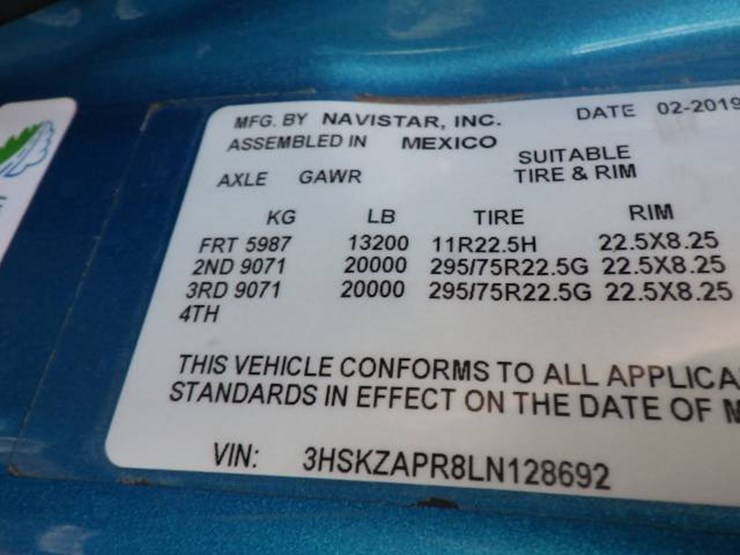 MFG. BY NAVISTAR, INC. DATE 02-2019
ASSEMBLED IN MEXICO
SUITABLE
AXLE GAWR TIRE & RIM
KG LB TIRE RIM
FRT 5987 13200 11R22.5H 22.5X8.25
2ND 9071 20000 295/75R22.5G 22.5X8.25
3RD 9071 20000 295/75R22.5G 22.5X8.25
4TH
THIS VEHICLE CONFORMS TO ALL APPLICA
STANDARDS IN EFFECT ON THE DATE OF M
VIN: 3HSKZAPR8LN128692